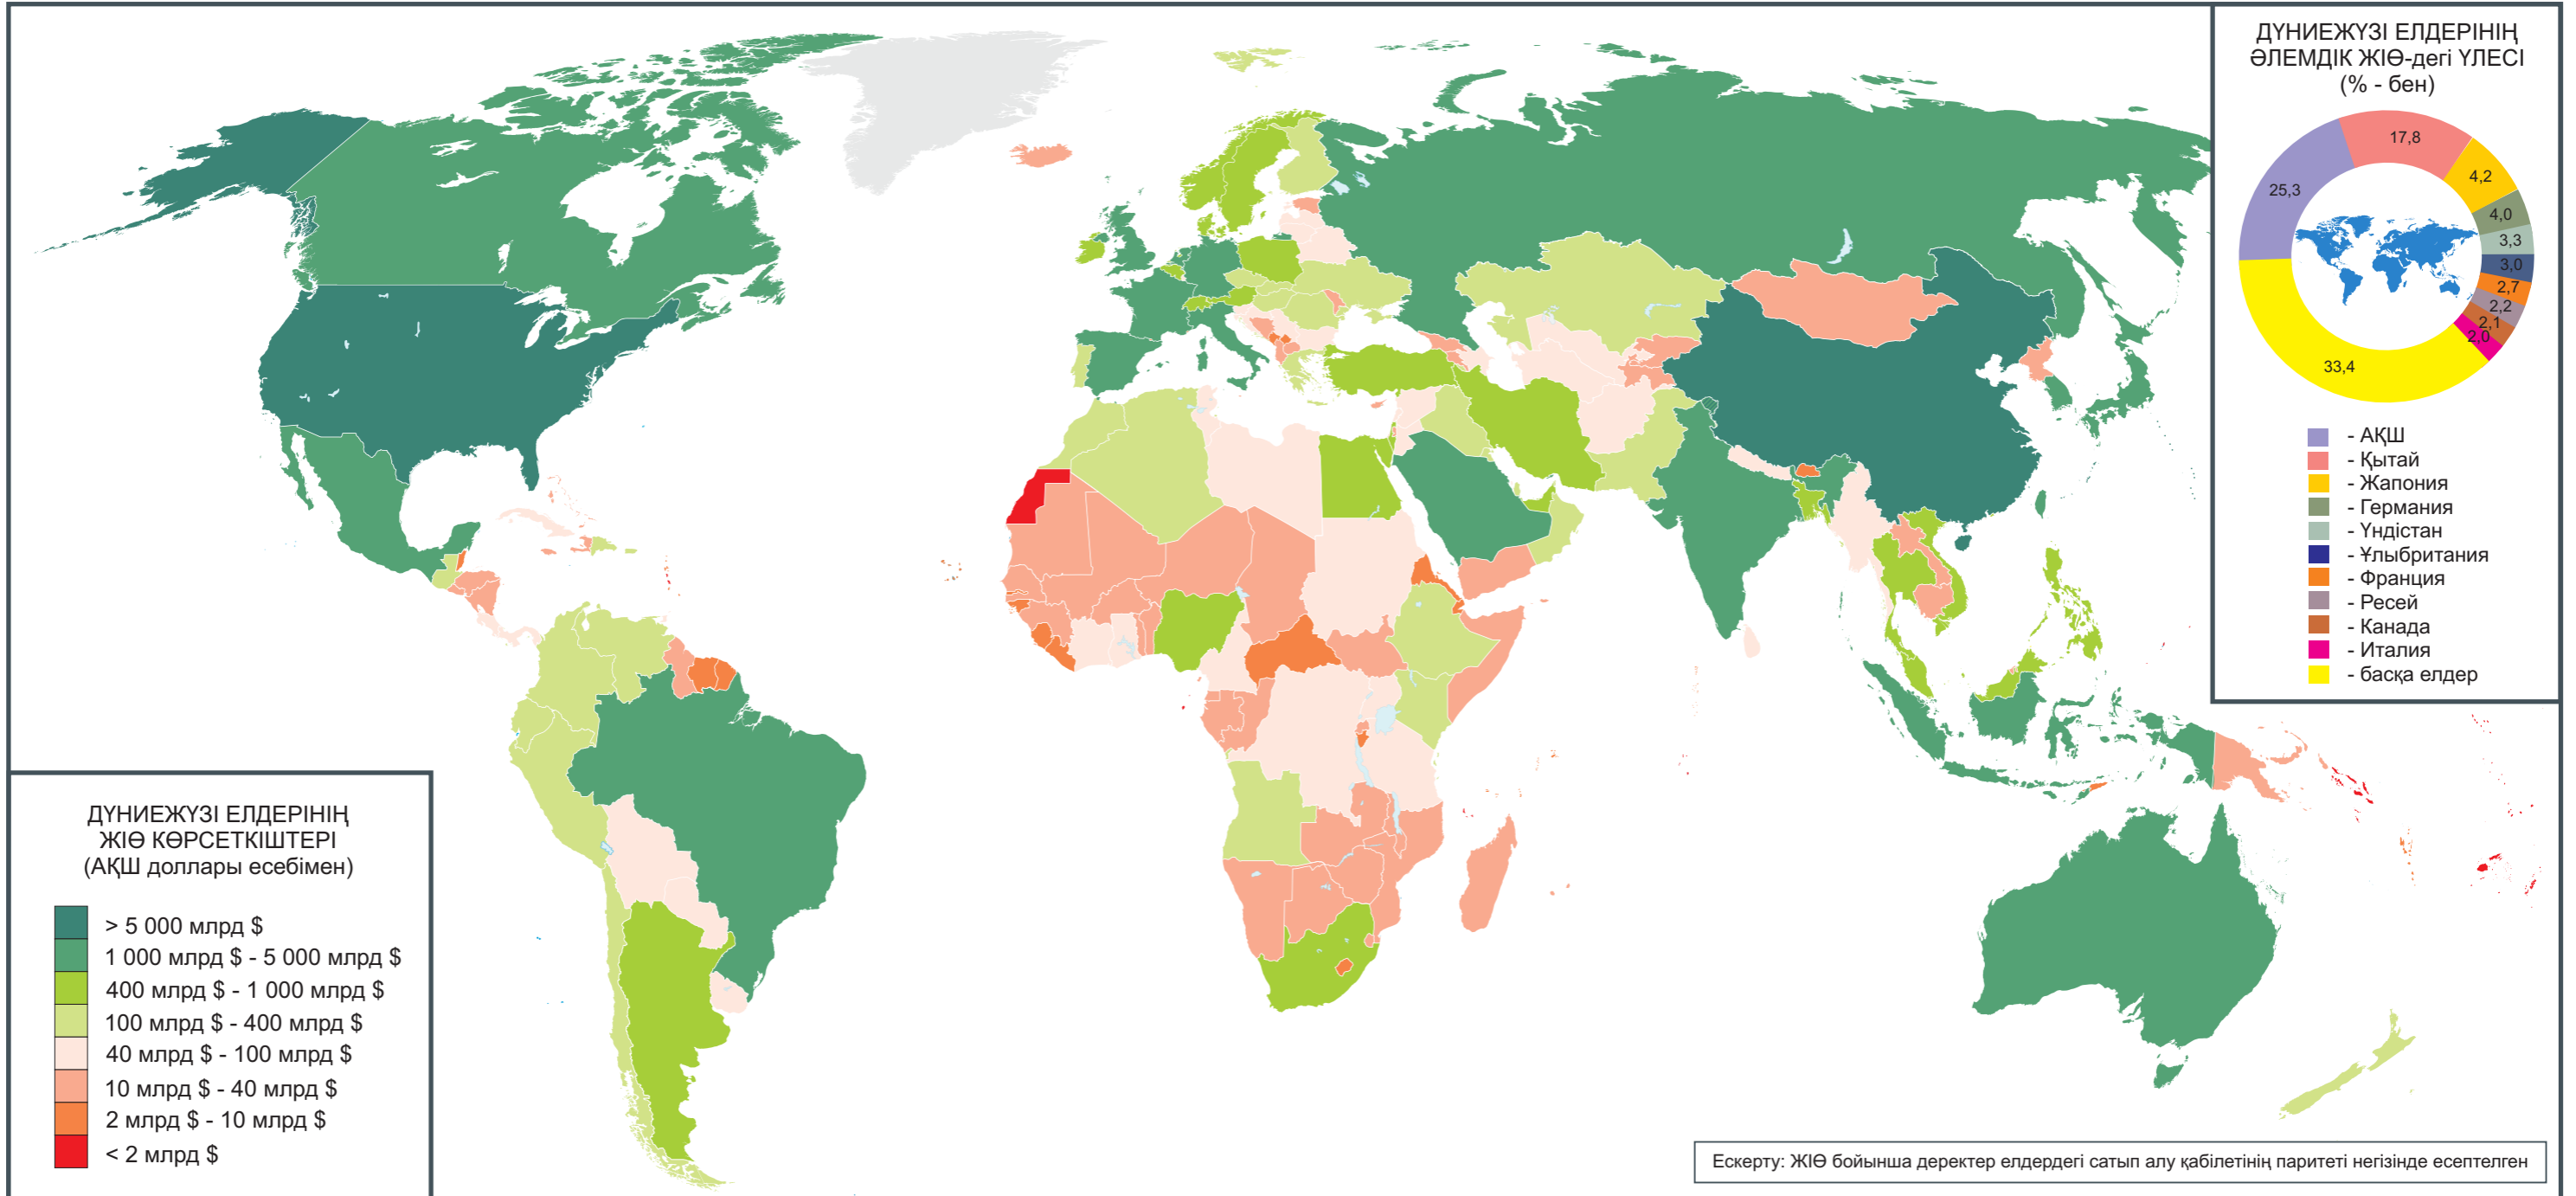 ДҮНИЕЖҮЗІ ЕЛДЕРІНІҢ
ӘЛЕМДІК ЖІӨ-дегі ҮЛЕСІ
(% - бен)
17,8
4,2
4,0
3,3
3,0
2,7
2,2
2,1
2,0
33,4
25,3
- АҚШ
- Қытай
- Жапония
- Германия
- Үндістан
- Ұлыбритания
- Франция
- Ресей
- Канада
- Италия
- басқа елдер
ДҮНИЕЖҮЗІ ЕЛДЕРІНІҢ
ЖІӨ КӨРСЕТКІШТЕРІ
(АҚШ доллары есебімен)
> 5 000 млрд $
1 000 млрд $ - 5 000 млрд $
400 млрд $ - 1 000 млрд $
100 млрд $ - 400 млрд $
40 млрд $ - 100 млрд $
10 млрд $ - 40 млрд $
2 млрд $ - 10 млрд $
< 2 млрд $
Ескерту: ЖІӨ бойынша деректер елдердегі сатып алу қабілетінің паритеті негізінде есептелген